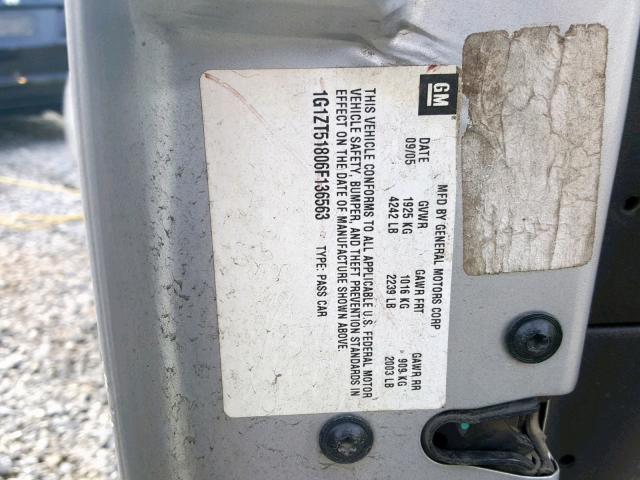 GM
MFD BY GENERAL MOTORS CORP
DATE GVWR GAWR FRT GAWR RR
09/05 1925 KG 1016 KG 909 KG
4242 LB 2239 LB 2003 LB
THIS VEHICLE CONFORMS TO ALL APPLICABLE U.S. FEDERAL MOTOR
VEHICLE SAFETY, BUMPER, AND THEFT PREVENTION STANDARDS IN
EFFECT ON THE DATE OF MANUFACTURE SHOWN ABOVE.
1G1ZT51806F136563 TYPE: PASS CAR